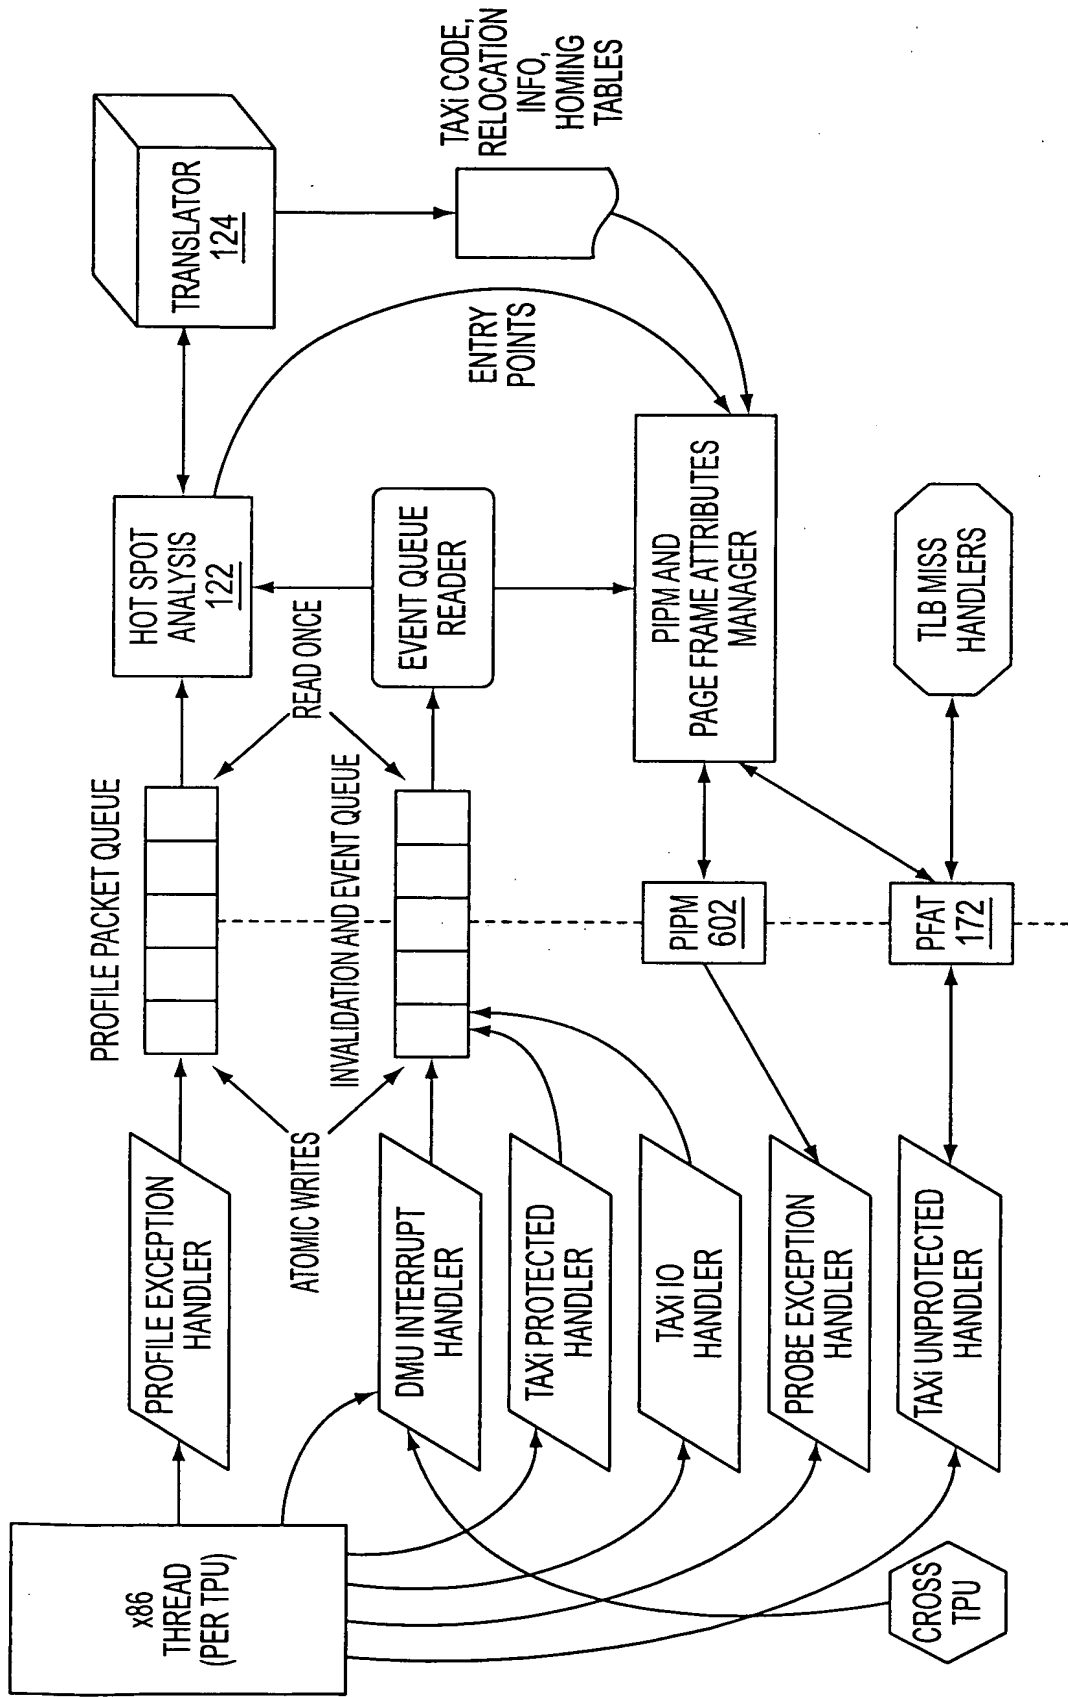 x86
THREAD
(PER TPU)
PROFILE EXCEPTION
HANDLER
PROFILE PACKET QUEUE
HOT SPOT
ANALYSIS
122
TRANSLATOR
124
ATOMIC WRITES
READ ONCE
DMU INTERRUPT
HANDLER
INVALIDATION AND EVENT QUEUE
EVENT QUEUE
READER
ENTRY
POINTS
TAXi CODE,
RELOCATION
INFO,
HOMING
TABLES
TAXi PROTECTED
HANDLER
TAXi IO
HANDLER
PIPM
602
PIPM AND
PAGE FRAME ATTRIBUTES
MANAGER
PROBE EXCEPTION
HANDLER
CROSS
TPU
TAXi UNPROTECTED
HANDLER
PFAT
172
TLB MISS
HANDLERS